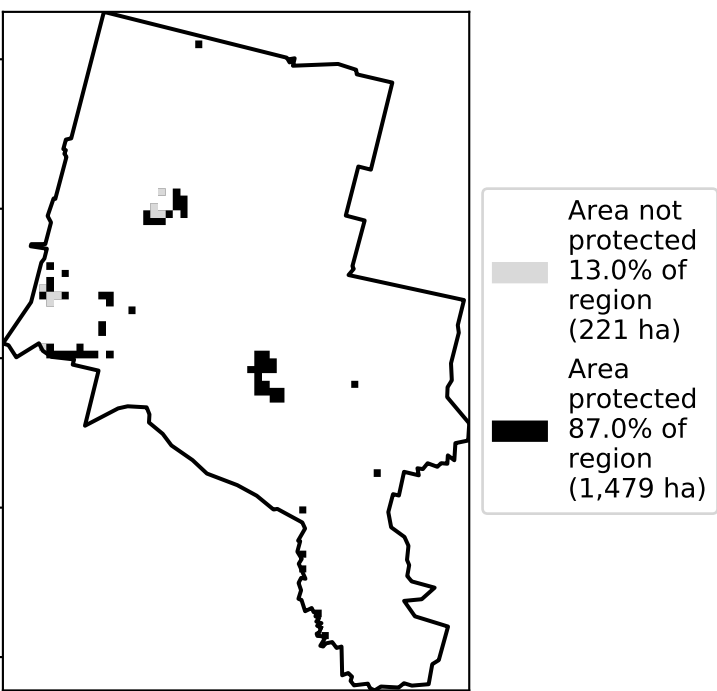 Area not
protected
13.0% of
region
(221 ha)
Area
protected
87.0% of
region
(1,479 ha)